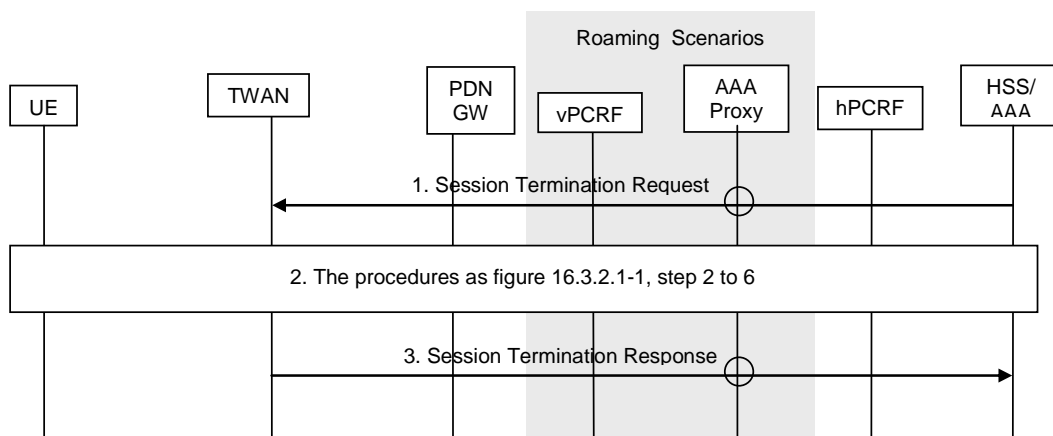 Roaming Scenarios
UE
TWAN
PDN
GW
vPCRF
AAA
Proxy
hPCRF
HSS/
AAA
1. Session Termination Request
2. The procedures as figure 16.3.2.1-1, step 2 to 6
3. Session Termination Response